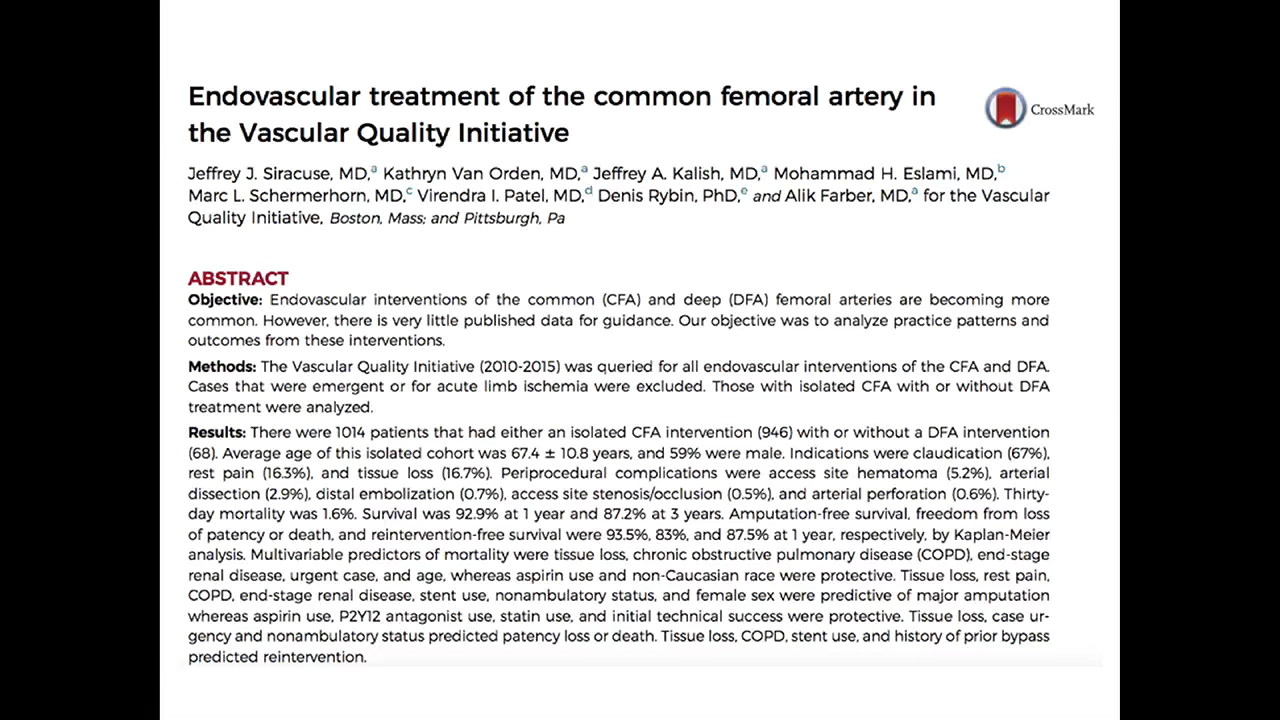 Endovascular treatment of the common femoral artery in
the Vascular Quality Initiative
CrossMark
Jeffrey J. Siracuse, MD,a Kathryn Van Orden, MD,a Jeffrey A. Kalish, MD,a Mohammad H. Eslami, MD,b
Marc L. Schermerhorn, MD,c Virendra I. Patel, MD,d Denis Rybin, PhD,e and Alik Farber, MD,a for the Vascular
Quality Initiative, Boston, Mass; and Pittsburgh, Pa
ABSTRACT
Objective: Endovascular interventions of the common (CFA) and deep (DFA) femoral arteries are becoming more
common. However, there is very little published data for guidance. Our objective was to analyze practice patterns and
outcomes from these interventions.
Methods: The Vascular Quality Initiative (2010-2015) was queried for all endovascular interventions of the CFA and DFA.
Cases that were emergent or for acute limb ischemia were excluded. Those with isolated CFA with or without DFA
treatment were analyzed.
Results: There were 1014 patients that had either an isolated CFA intervention (946) with or without a DFA intervention
(68). Average age of this isolated cohort was 67.4 ± 10.8 years, and 59% were male. Indications were claudication (67%),
rest pain (16.3%), and tissue loss (16.7%). Periprocedural complications were access site hematoma (5.2%), arterial
dissection (2.9%), distal embolization (0.7%), access site stenosis/occlusion (0.5%), and arterial perforation (0.6%). Thirty-
day mortality was 1.6%. Survival was 92.9% at 1 year and 87.2% at 3 years. Amputation-free survival, freedom from loss
of patency or death, and reintervention-free survival were 93.5%, 83%, and 87.5% at 1 year, respectively, by Kaplan-Meier
analysis. Multivariable predictors of mortality were tissue loss, chronic obstructive pulmonary disease (COPD), end-stage
renal disease, urgent case, and age, whereas aspirin use and non-Caucasian race were protective. Tissue loss, rest pain,
COPD, end-stage renal disease, stent use, nonambulatory status, and female sex were predictive of major amputation
whereas aspirin use, P2Y12 antagonist use, statin use, and initial technical success were protective. Tissue loss, case ur-
gency and nonambulatory status predicted patency loss or death. Tissue loss, COPD, stent use, and history of prior bypass
predicted reintervention.